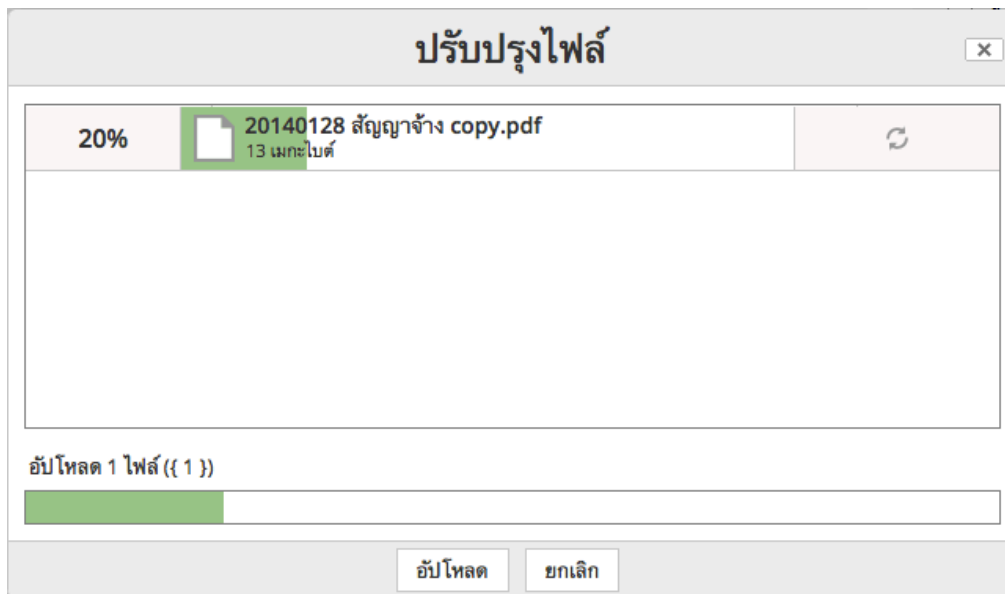 ปรับปรุงไฟล์
20%
20140128 สัญญาจ้าง copy.pdf
13 เมกะไบต์
อัปโหลด 1 ไฟล์ ({ 1 })
อัปโหลด
ยกเลิก